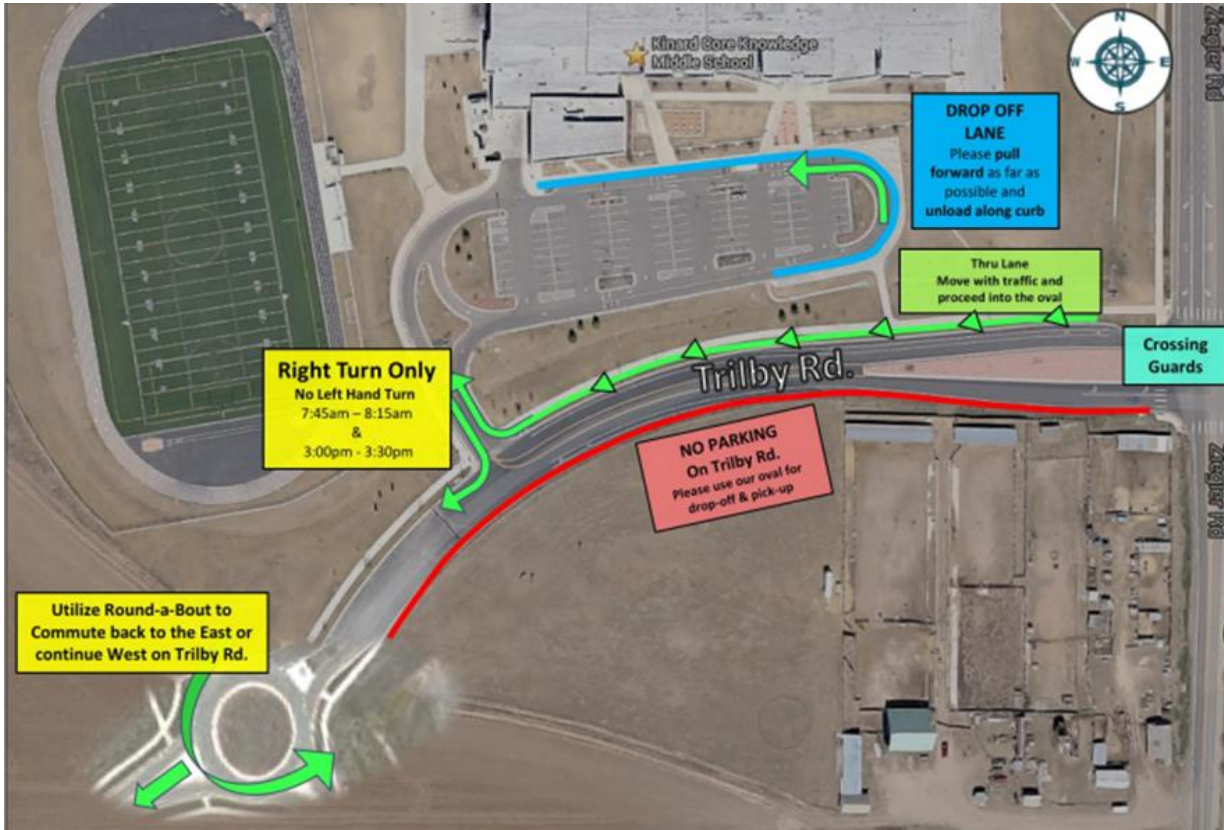 Kinard Core Knowledge
Middle School
N
W
E
S
Ziegler Rd
DROP OFF
LANE
Please pull
forward as far as
possible and
unload along curb
Thru Lane
Move with traffic and
proceed into the oval
Crossing
Guards
Trilby Rd.
Right Turn Only
No Left Hand Turn
7:45am – 8:15am
&
3:00pm - 3:30pm
NO PARKING
On Trilby Rd.
Please use our oval for
drop-off & pick-up
Ziegler Rd
Utilize Round-a-Bout to
Commute back to the East or
continue West on Trilby Rd.